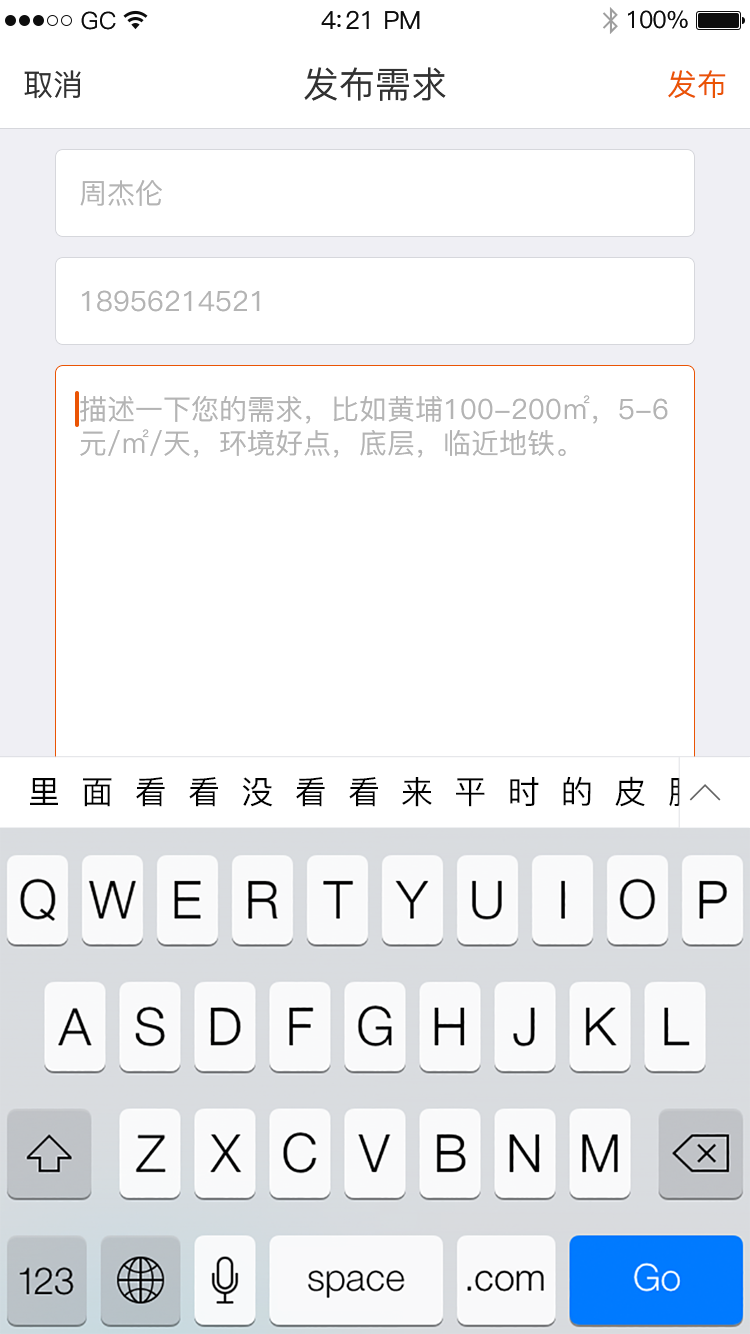 GC 4:21 PM 100%
取消 发布需求 发布
周杰伦
18956214521
描述一下您的需求，比如黄埔100-200㎡，5-6
元/㎡/天，环境好点，底层，临近地铁。
里 面 看 看 没 看 看 来 平 时 的 皮
Q W E R T Y U I O P
A S D F G H J K L
Z X C V B N M
123 space .com Go